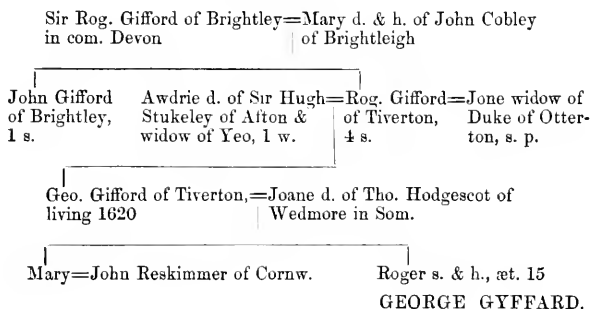 Sir Rog. Gifford of Brightley=Mary d. & h. of John Cobley
in com. Devon of Brightleigh
John Gifford Awdrie d. of Sir Hugh=Rog. Gifford=Jone widow of
of Brightley, Stukeley of Afton & of Tiverton, Duke of Otter-
1 s. widow of Yeo, 1 w. 4 s. ton, s. p.
Geo. Gifford of Tiverton,=Joane d. of Tho. Hodgescot of
living 1620 Wedmore in Som.
Mary=John Reskimmer of Cornw. Roger s. & h., æt. 15
GEORGE GYFFARD.